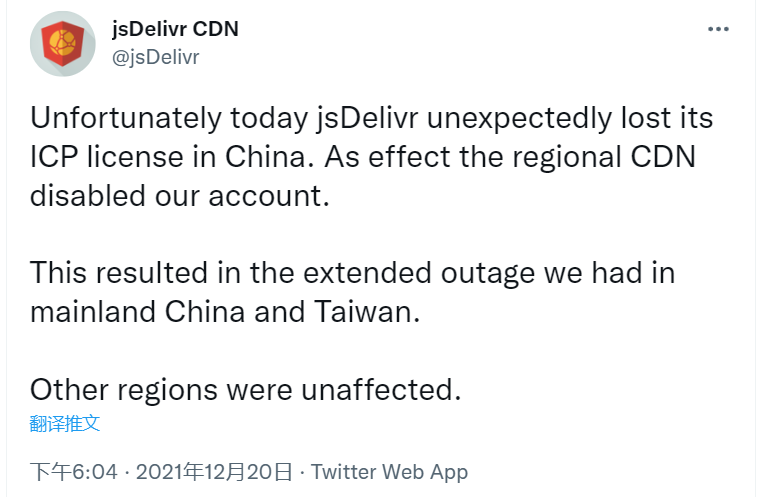 jsDelivr CDN
@jsDelivr
Unfortunately today jsDelivr unexpectedly lost its
ICP license in China. As effect the regional CDN
disabled our account.
This resulted in the extended outage we had in
mainland China and Taiwan.
Other regions were unaffected.
翻译推文
下午6:04 · 2021年12月20日 · Twitter Web App